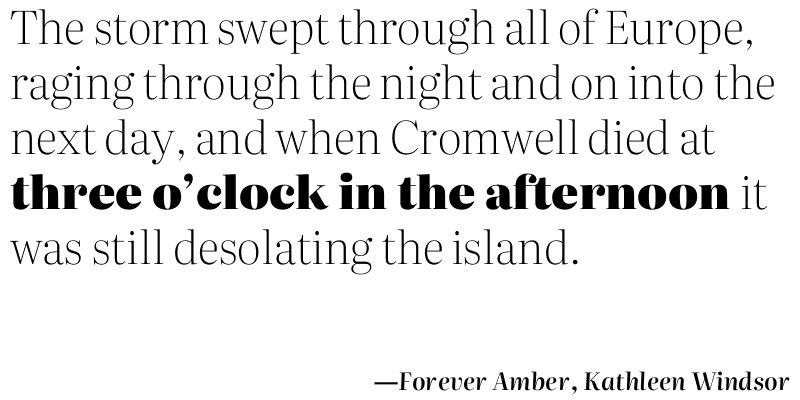 The storm swept through all of Europe,
raging through the night and on into the
next day, and when Cromwell died at
three o’clock in the afternoon it
was still desolating the island.
—Forever Amber, Kathleen Windsor